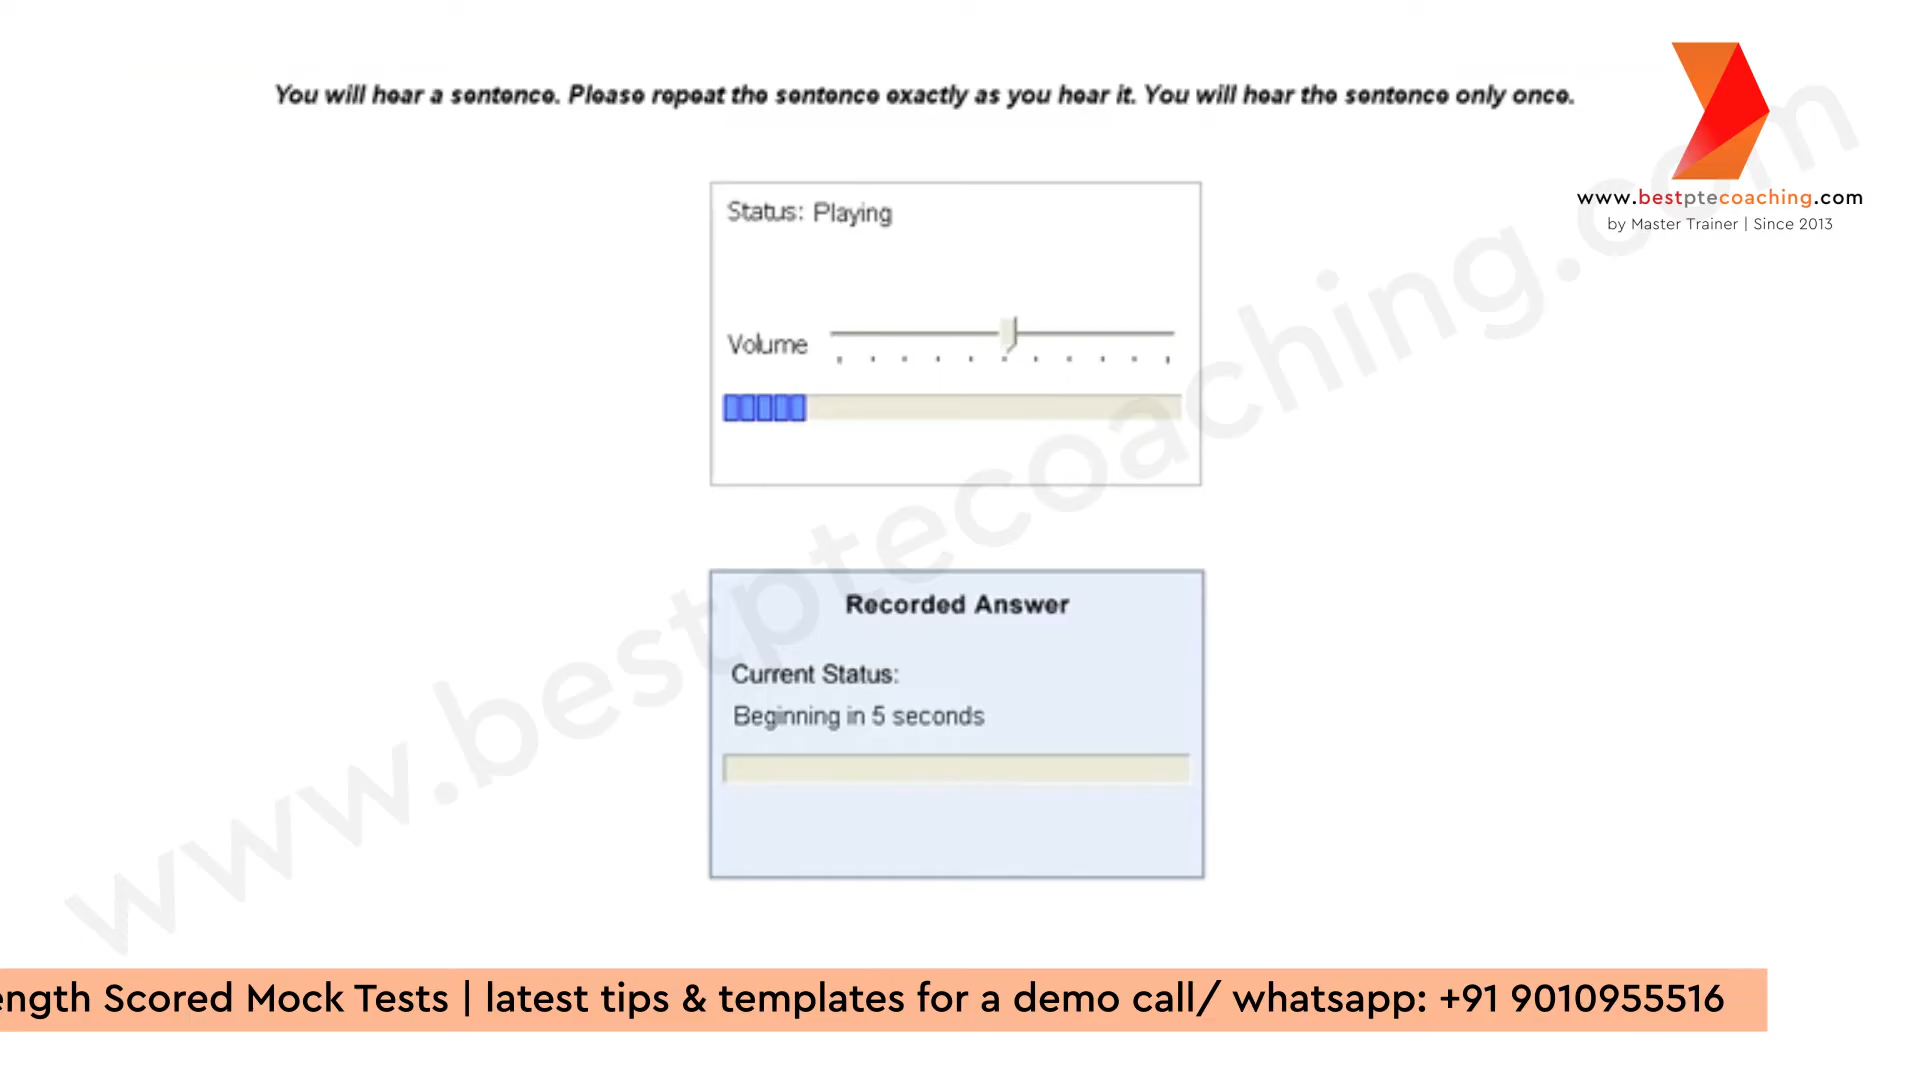 You will hear a sentence. Please repeat the sentence exactly as you hear it. You will hear the sentence only once.
www.bestptecoaching.com
by Master Trainer | Since 2013
Status: Playing
Volume
www.bestptecoaching.com
Recorded Answer
Current Status:
Beginning in 5 seconds
ength Scored Mock Tests | latest tips & templates for a demo call/ whatsapp: +91 9010955516